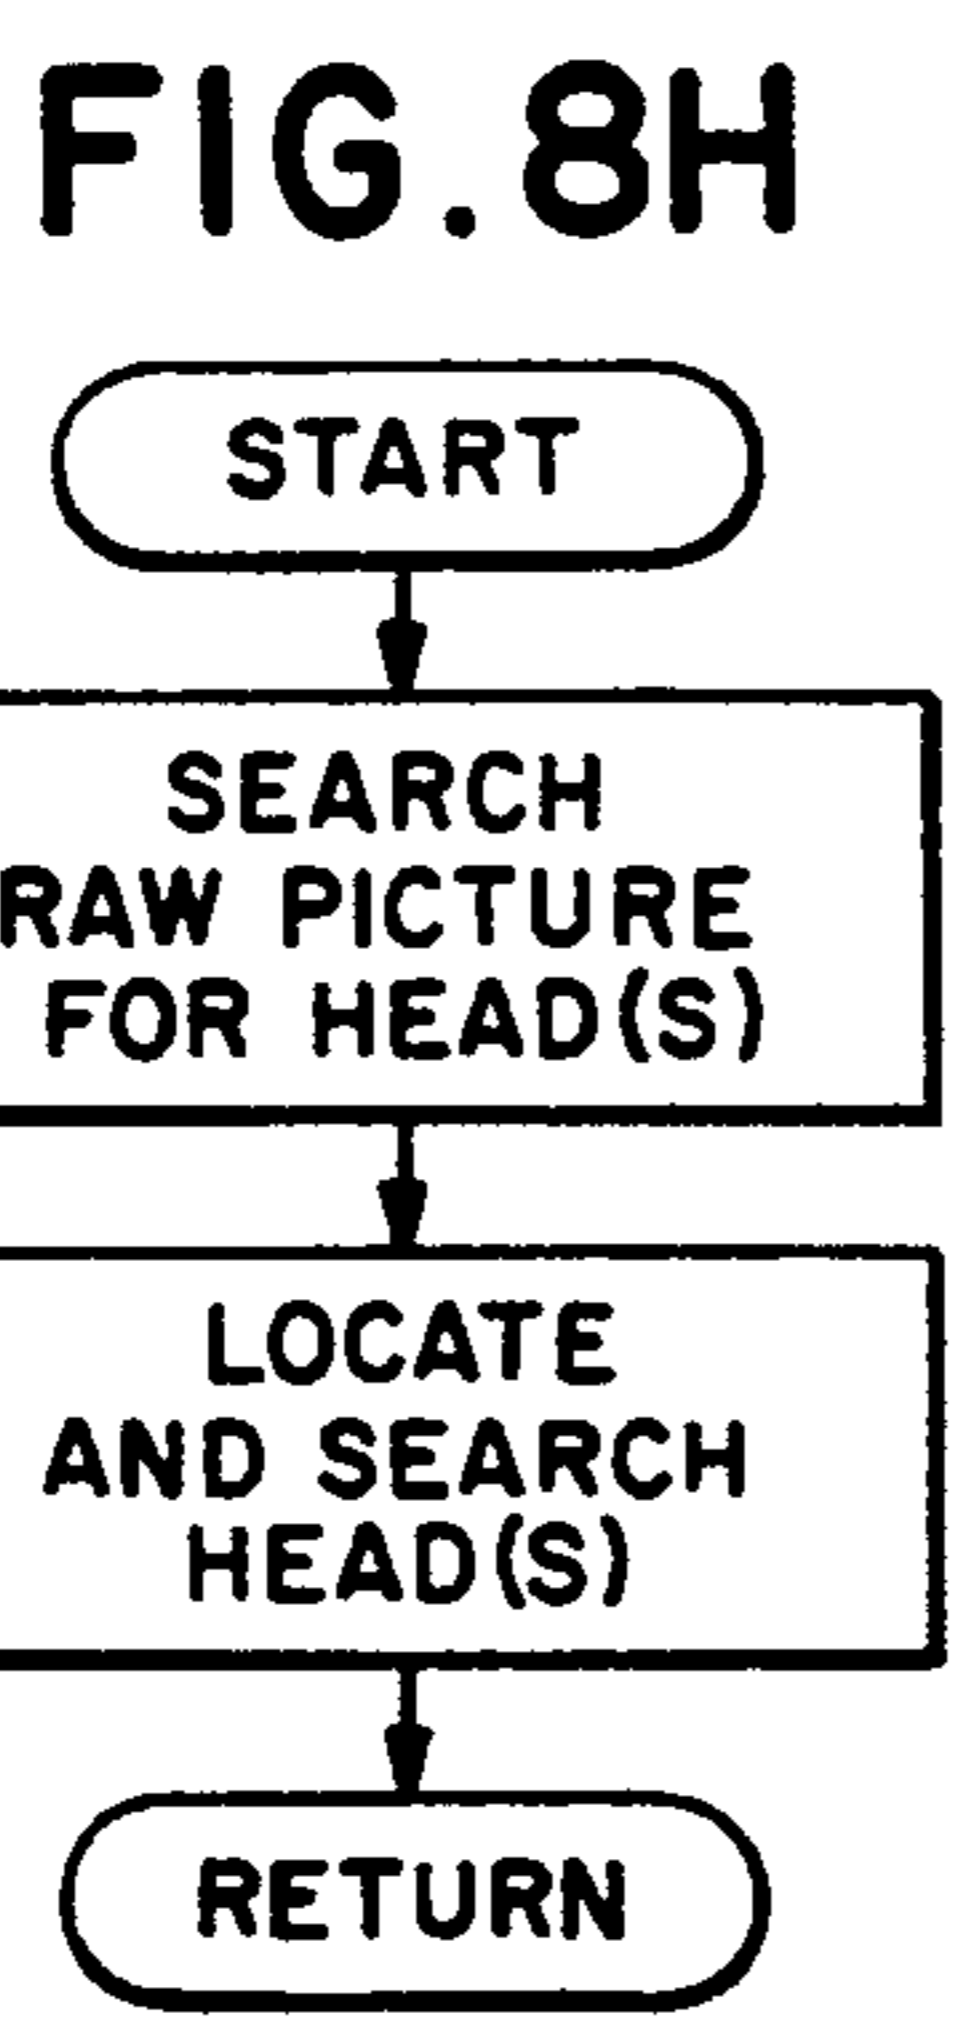 FIG.8H
START
SEARCH
RAW PICTURE
FOR HEAD(S)
LOCATE
AND SEARCH
HEAD(S)
RETURN